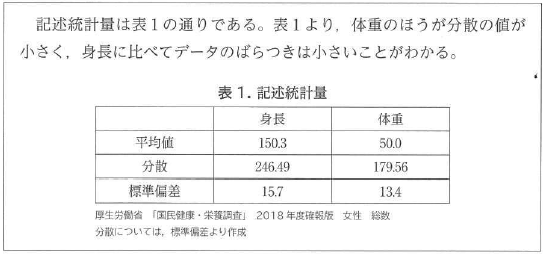 記述統計量は表1の通りである。表1より，体重のほうが分散の値が
小さく，身長に比べてデータのばらつきは小さいことがわかる。
表1. 記述統計量
身長 体重
平均値 150.3 50.0
分散 246.49 179.56
標準偏差 15.7 13.4
厚生労働省 「国民健康・栄養調査」 2018年度確報版 女性 総数
分散については，標準偏差より作成